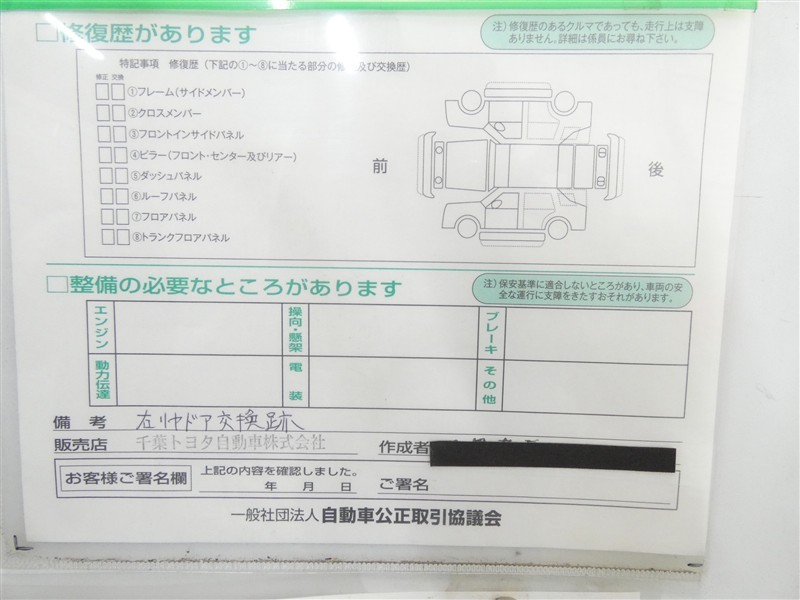 □修復歴があります
注）修復歴のあるクルマであっても、走行上は支障
ありません。詳細は係員にお尋ね下さい。
特記事項 修復歴（下記の①～⑧に当たる部分の修 及び交換歴）
修正 交換
①フレーム（サイドメンバー）
②クロスメンバー
③フロントインサイドパネル
④ピラー（フロント・センター及びリアー）
⑤ダッシュパネル
⑥ルーフパネル
⑦フロアパネル
⑧トランクフロアパネル
前
後
□整備の必要なところがあります
注）保安基準に適合しないところがあり、車両の安
全な運行に支障をきたすおそれがあります。
エンジン
操向・懸架
ブレーキ
動力伝達
電装
その他
備考 左リヤドア交換跡
販売店 千葉トヨタ自動車株式会社 作成者
お客様ご署名欄
上記の内容を確認しました。
年 月 日 ご署名
一般社団法人 自動車公正取引協議会